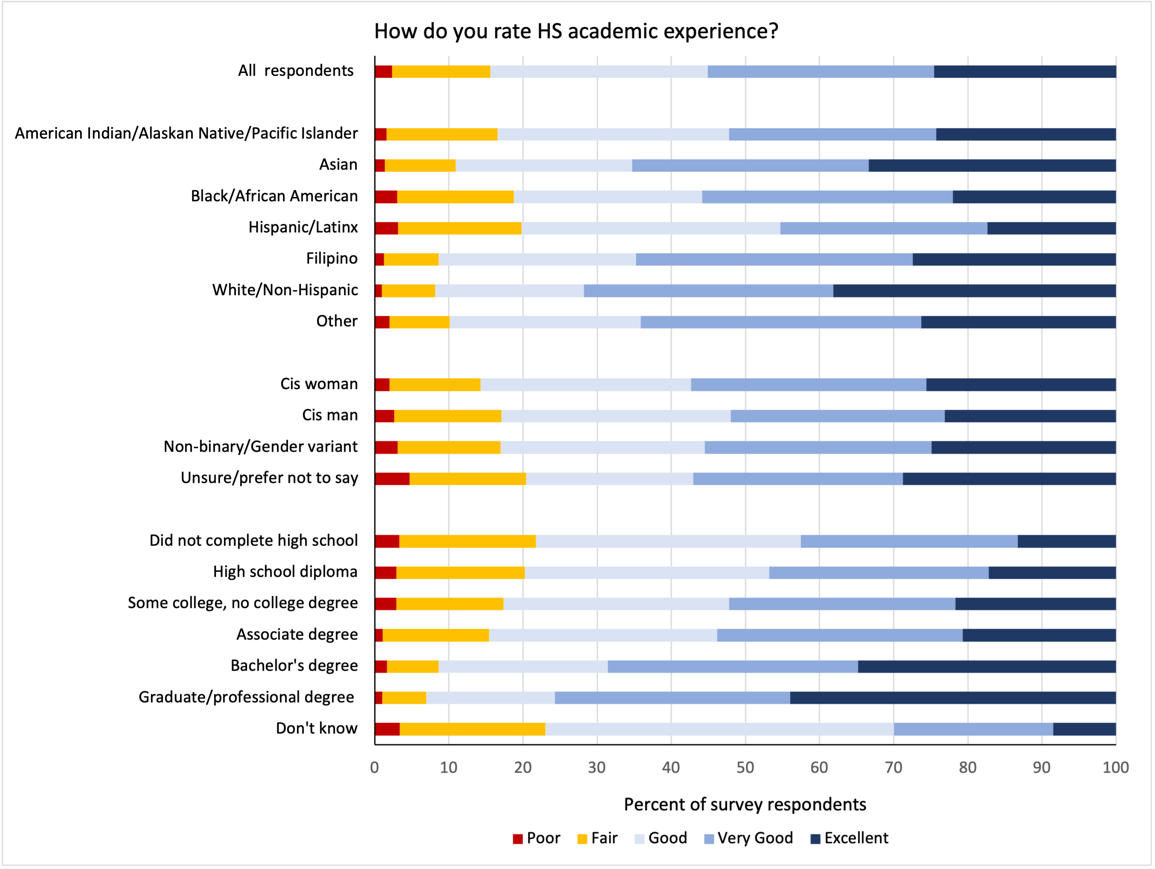 How do you rate HS academic experience?
All respondents
American Indian/Alaskan Native/Pacific Islander
Asian
Black/African American
Hispanic/Latinx
Filipino
White/Non-Hispanic
Other
Cis woman
Cis man
Non-binary/Gender variant
Unsure/prefer not to say
Did not complete high school
High school diploma
Some college, no college degree
Associate degree
Bachelor's degree
Graduate/professional degree
Don't know
0 10 20 30 40 50 60 70 80 90 100
Percent of survey respondents
Poor Fair Good Very Good Excellent